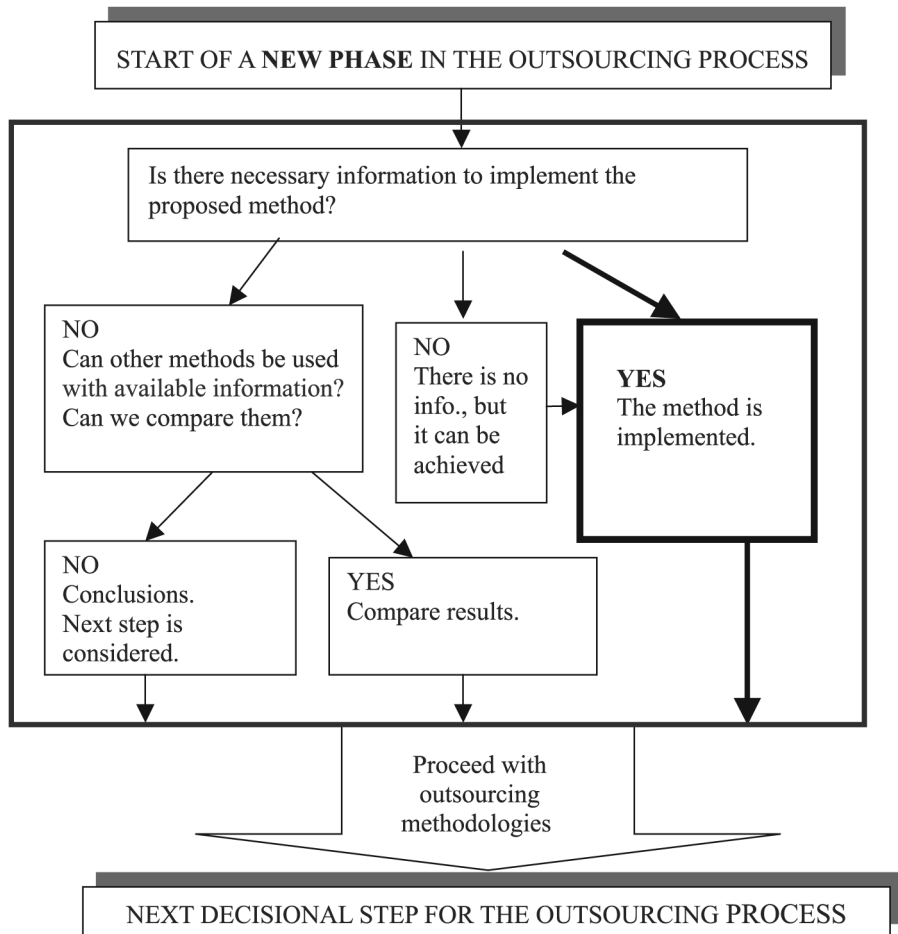 START OF A NEW PHASE IN THE OUTSOURCING PROCESS
Is there necessary information to implement the
proposed method?
NO
Can other methods be used
with available information?
Can we compare them?
NO
There is no
info., but
it can be
achieved
YES
The method is
implemented.
NO
Conclusions.
Next step is
considered.
YES
Compare results.
Proceed with
outsourcing
methodologies
NEXT DECISIONAL STEP FOR THE OUTSOURCING PROCESS